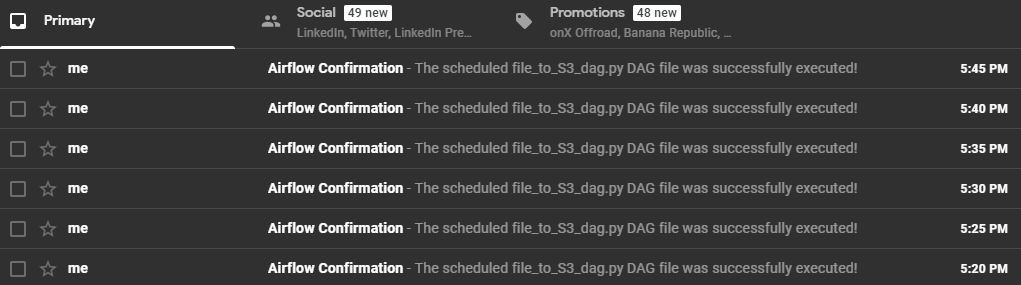 Primary
Social 49 new
LinkedIn, Twitter, LinkedIn Pre...
Promotions 48 new
onX Offroad, Banana Republic, ...
me Airflow Confirmation - The scheduled file_to_S3_dag.py DAG file was successfully executed! 5:45 PM
me Airflow Confirmation - The scheduled file_to_S3_dag.py DAG file was successfully executed! 5:40 PM
me Airflow Confirmation - The scheduled file_to_S3_dag.py DAG file was successfully executed! 5:35 PM
me Airflow Confirmation - The scheduled file_to_S3_dag.py DAG file was successfully executed! 5:30 PM
me Airflow Confirmation - The scheduled file_to_S3_dag.py DAG file was successfully executed! 5:25 PM
me Airflow Confirmation - The scheduled file_to_S3_dag.py DAG file was successfully executed! 5:20 PM